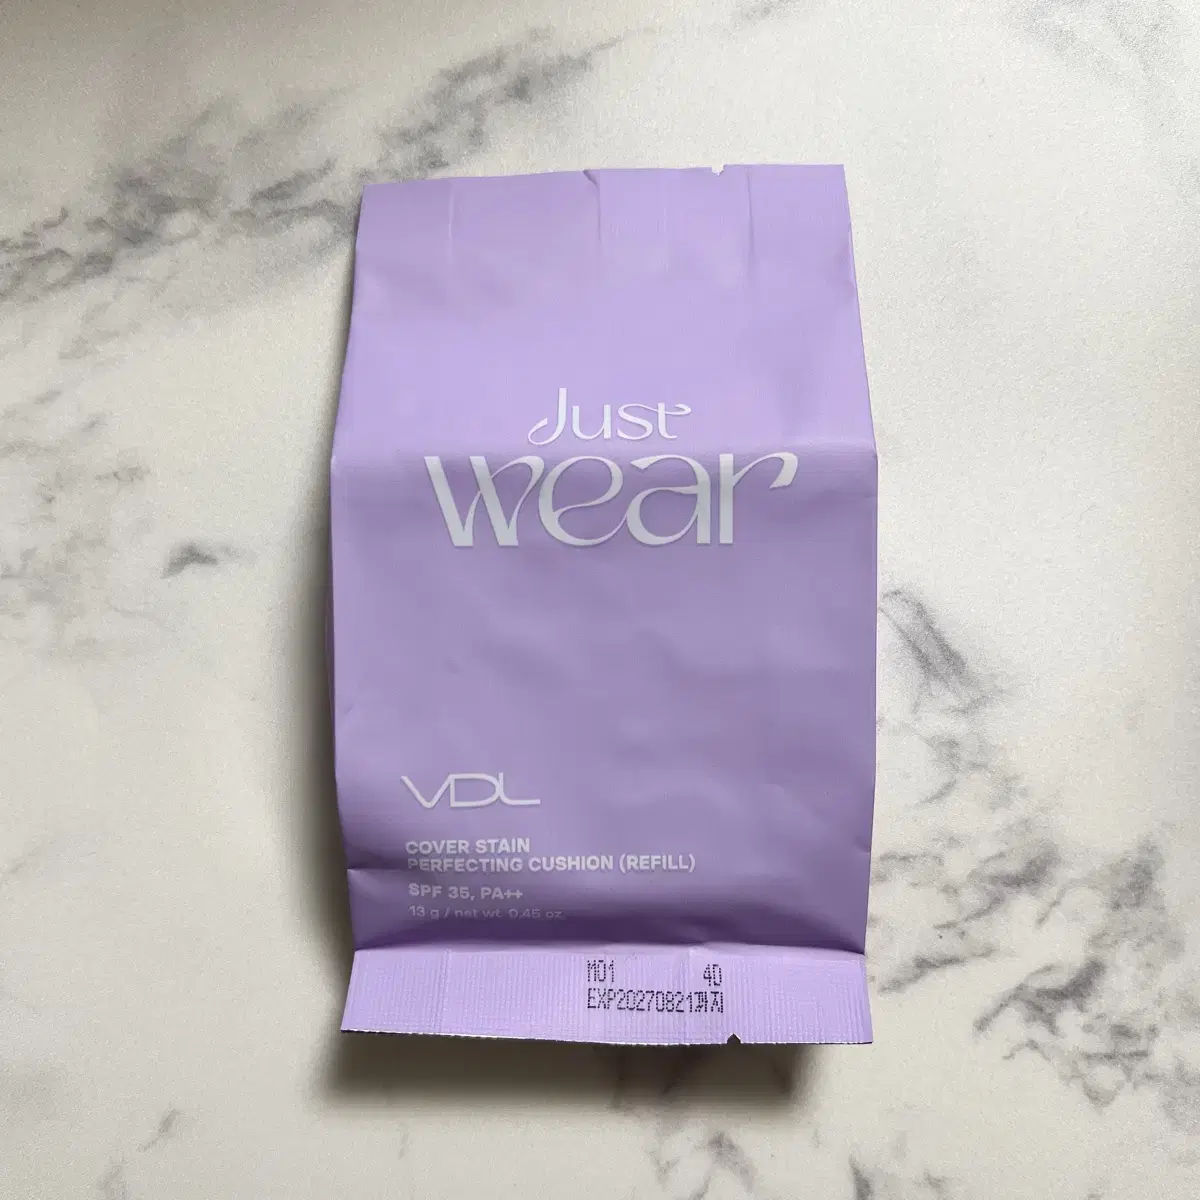 Just
wear
VDL
COVER STAIN
PERFECTING CUSHION (REFILL)
SPF 35, PA++
13 g / net wt. 0.45 oz.
M01 40
EXP20270821까지